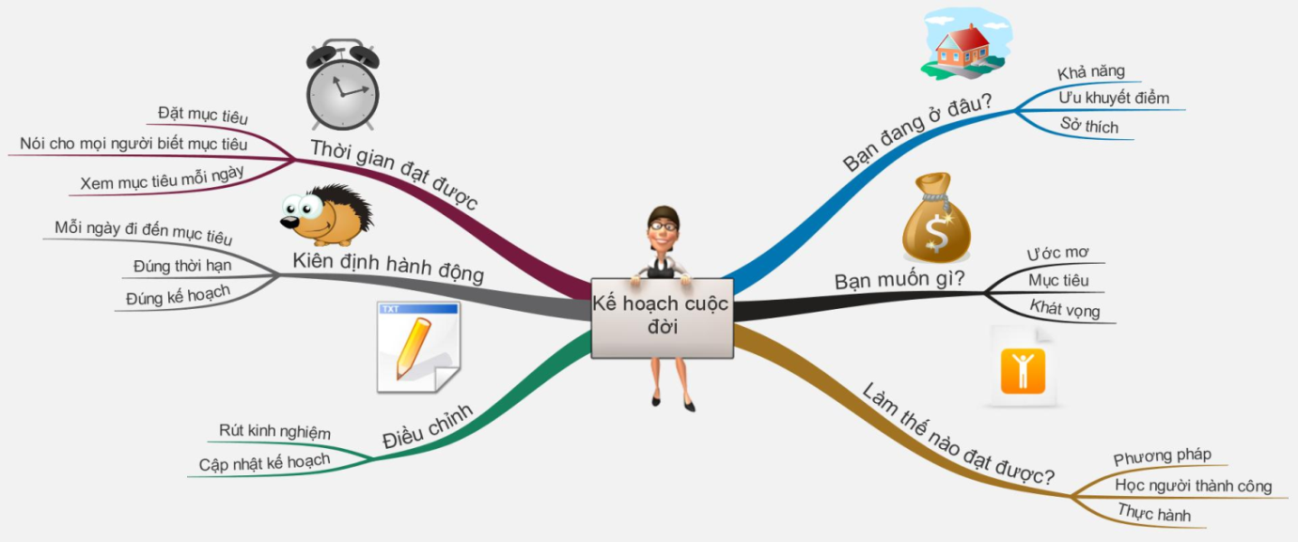 Kế hoạch cuộc
đời
Bạn đang ở đâu?
Khả năng
Ưu khuyết điểm
Sở thích
Bạn muốn gì?
Ước mơ
Mục tiêu
Khát vọng
$
Làm thế nào đạt được?
Phương pháp
Học người thành công
Thực hành
Thời gian đạt được
Đặt mục tiêu
Nói cho mọi người biết mục tiêu
Xem mục tiêu mỗi ngày
Kiên định hành động
Mỗi ngày đi đến mục tiêu
Đúng thời hạn
Đúng kế hoạch
TXT
Điều chỉnh
Rút kinh nghiệm
Cập nhật kế hoạch